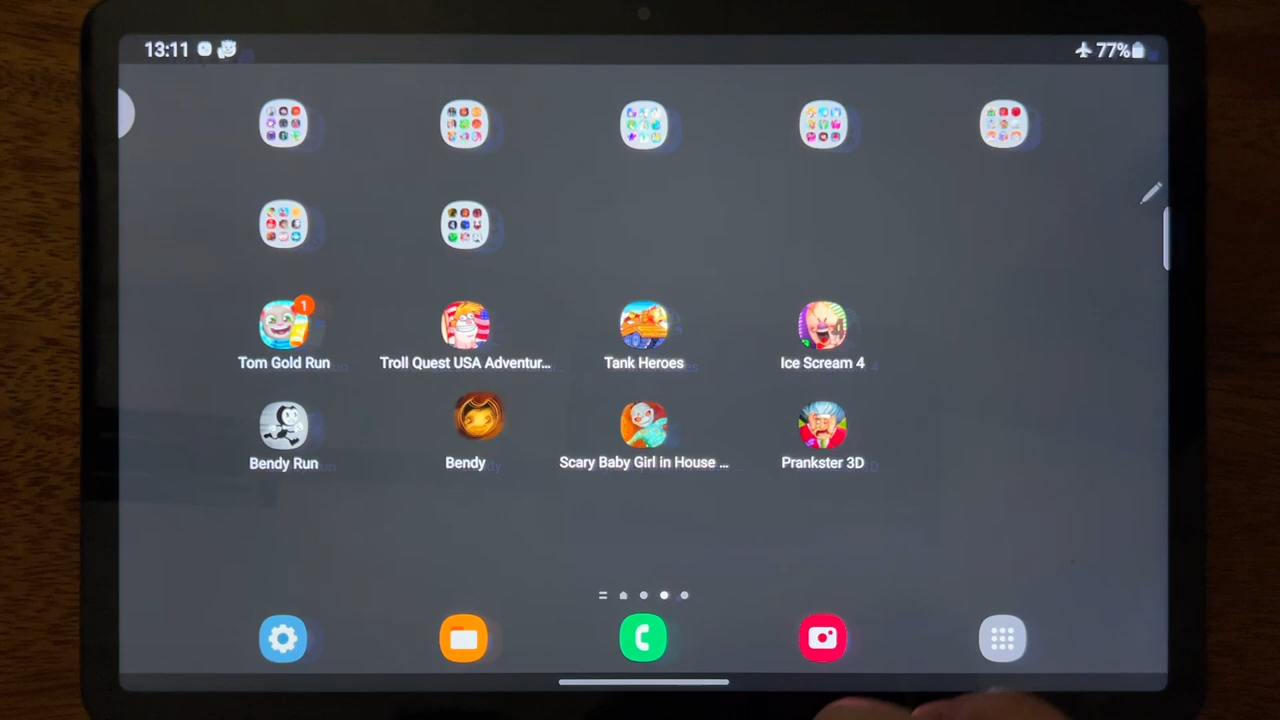 13:11
77%
1
Tom Gold Run
Troll Quest USA Adventur...
Tank Heroes
Ice Scream 4
Bendy Run
Bendy
Scary Baby Girl in House ...
Prankster 3D